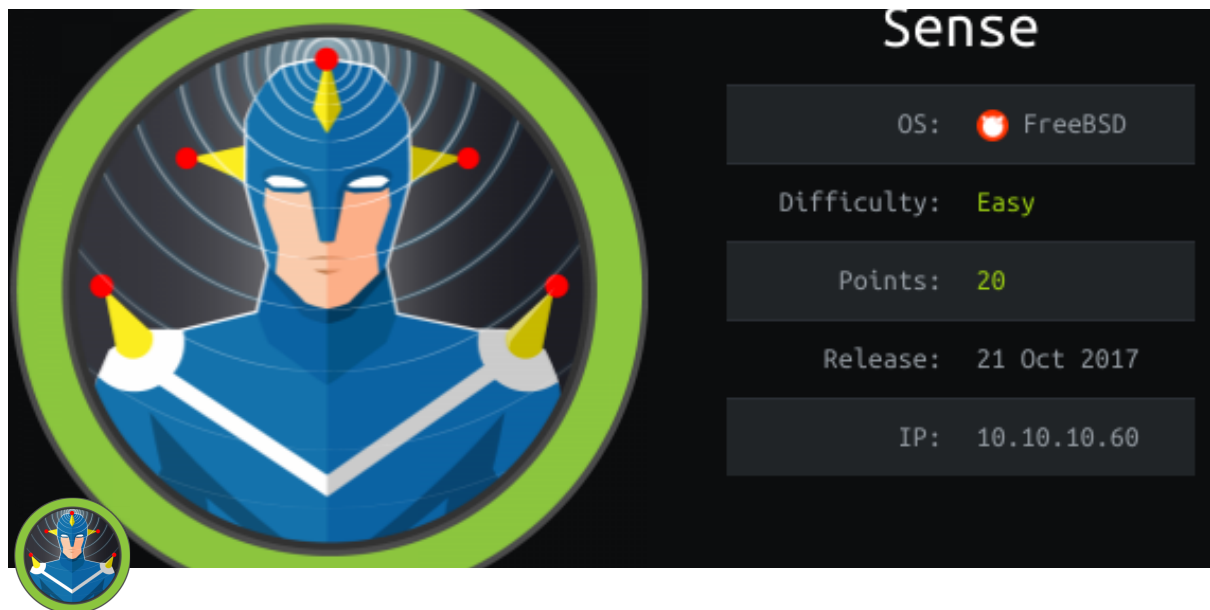 Sense
OS: FreeBSD
Difficulty: Easy
Points: 20
Release: 21 Oct 2017
IP: 10.10.10.60